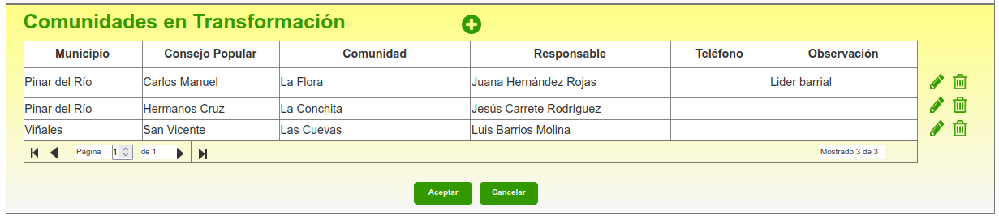 Comunidades en Transformación
Municipio Consejo Popular Comunidad Responsable Teléfono Observación
Pinar del Río Carlos Manuel La Flora Juana Hernández Rojas Lider barrial
Pinar del Río Hermanos Cruz La Conchita Jesús Carrete Rodríguez
Viñales San Vicente Las Cuevas Luis Barrios Molina
Página 1 de 1 Mostrado 3 de 3
Aceptar Cancelar